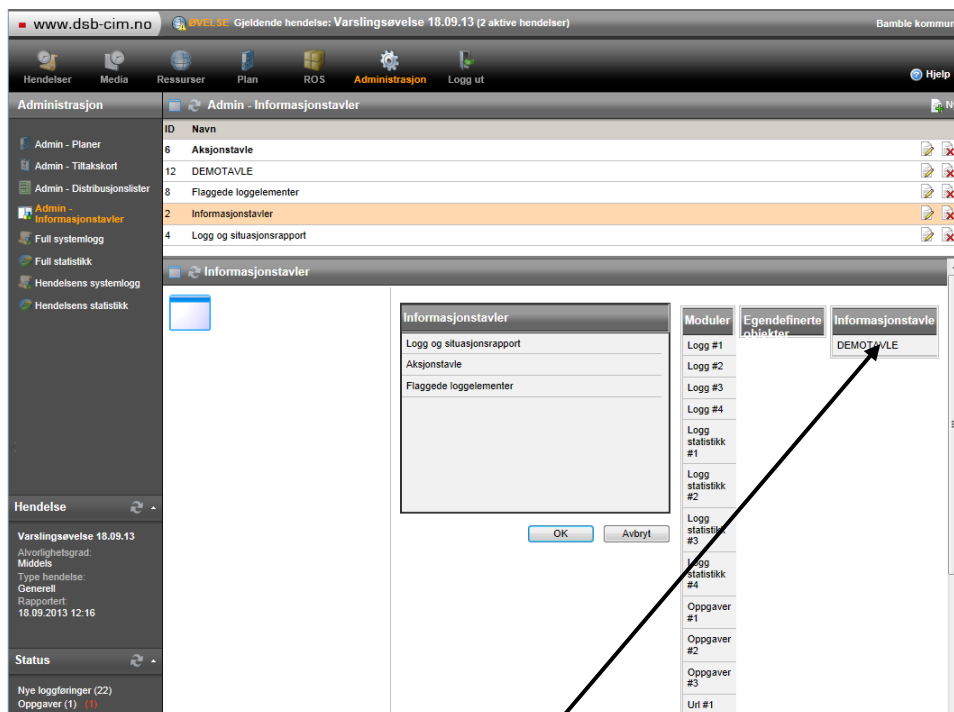 www.dsb-cim.no
ØVELSE Gjeldende hendelse: Varslingsøvelse 18.09.13 (2 aktive hendelser)
Bamble kommun
Hendelser
Media
Ressurser
Plan
ROS
Administrasjon
Logg ut
Hjelp
Administrasjon
Admin - Planer
Admin - Tiltakskort
Admin - Distribusjonslister
Admin -
Informasjonstavler
Full systemlogg
Full statistikk
Hendelsens systemlogg
Hendelsens statistikk
Admin - Informasjonstavler
Ny
ID Navn
6 Aksjonstavle
12 DEMOTAVLE
8 Flaggede loggelementer
2 Informasjonstavler
4 Logg og situasjonsrapport
Informasjonstavler
Informasjonstavler
Logg og situasjonsrapport
Aksjonstavle
Flaggede loggelementer
OK
Avbryt
Moduler
Logg #1
Logg #2
Logg #3
Logg #4
Logg
statistikk
#1
Logg
statistikk
#2
Logg
statistikk
#3
Logg
statistikk
#4
Oppgaver
#1
Oppgaver
#2
Oppgaver
#3
Url #1
Egendefinerte
objekter
Informasjonstavle
DEMOTAVLE
Hendelse
Varslingsøvelse 18.09.13
Alvorlighetsgrad:
Middels
Type hendelse:
Generell
Rapportert:
18.09.2013 12:16
Status
Nye loggføringer (22)
Oppgaver (1) (1)